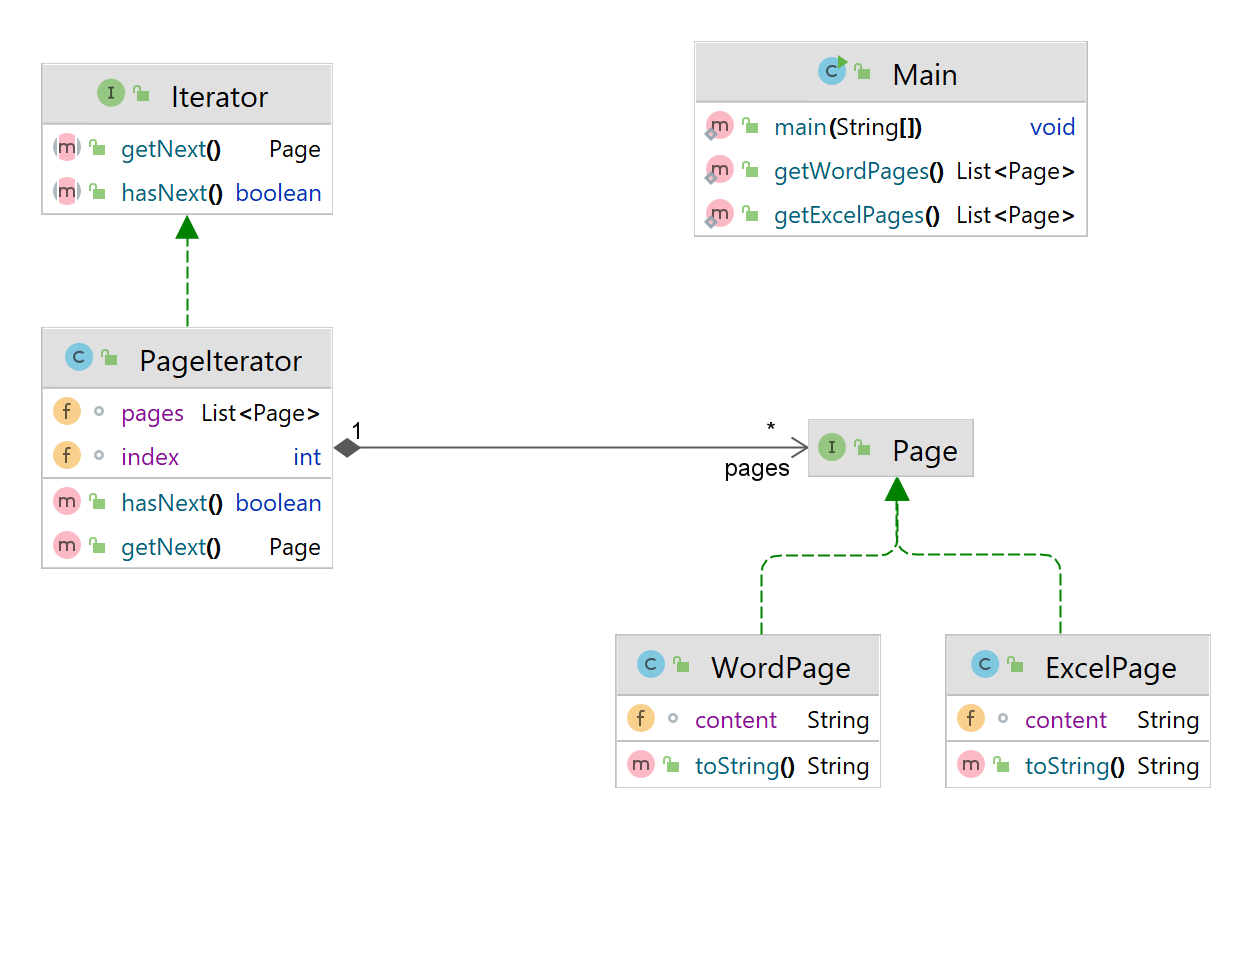 I Iterator
m getNext() Page
m hasNext() boolean
C Main
m main(String[]) void
m getWordPages() List<Page>
m getExcelPages() List<Page>
C PageIterator
f pages List<Page>
f index int
m hasNext() boolean
m getNext() Page
1
*
pages
I Page
C WordPage
f content String
m toString() String
C ExcelPage
f content String
m toString() String